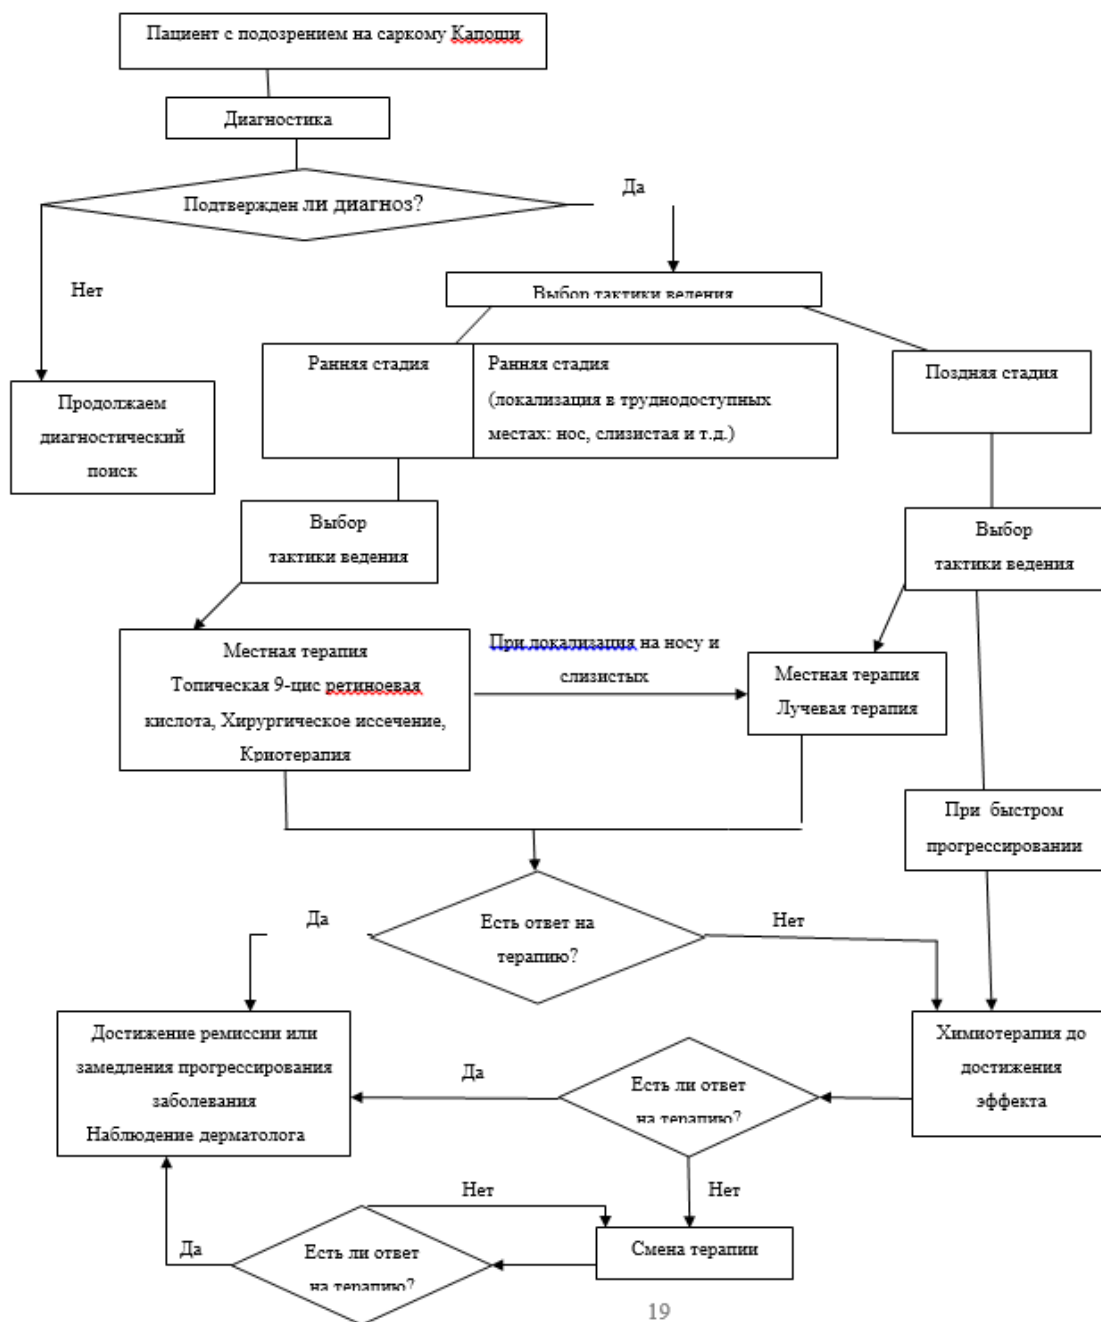 Пациент с подозрением на саркому Капоши
Диагностика
Подтвержден ли диагноз?
Да
Нет
Выбор тактики ведения
Ранняя стадия
Ранняя стадия
(локализация в труднодоступных
местах: нос, слизистая и т.д.)
Поздняя стадия
Продолжаем
диагностический
поиск
Выбор
тактики ведения
Выбор
тактики ведения
Местная терапия
Топическая 9-цис ретиноевая
кислота, Хирургическое иссечение,
Криотерапия
При локализация на носу и
слизистых
Местная терапия
Лучевая терапия
При быстром
прогрессировании
Есть ответ на
терапию?
Да
Нет
Достижение ремиссии или
замедления прогрессирования
заболевания
Наблюдение дерматолога
Да
Есть ли ответ
на терапию?
Химиотерапия до
достижения
эффекта
Нет
Нет
Да
Есть ли ответ
на терапию?
Смена терапии
19